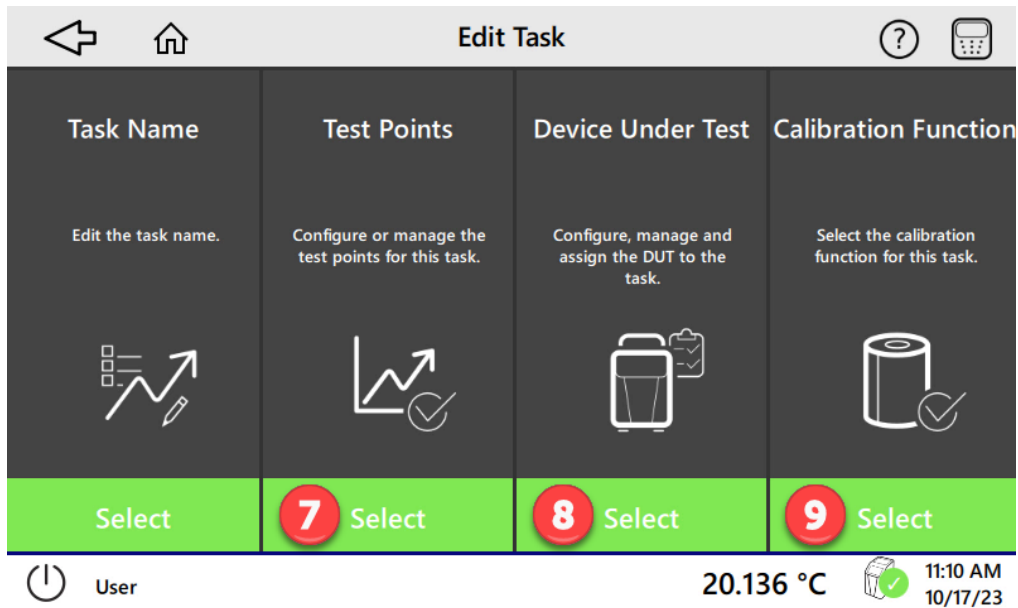 Edit Task
?
Task Name
Edit the task name.
Select
Test Points
Configure or manage the
test points for this task.
7 Select
Device Under Test
Configure, manage and
assign the DUT to the
task.
8 Select
Calibration Function
Select the calibration
function for this task.
9 Select
User
20.136 °C
11:10 AM
10/17/23